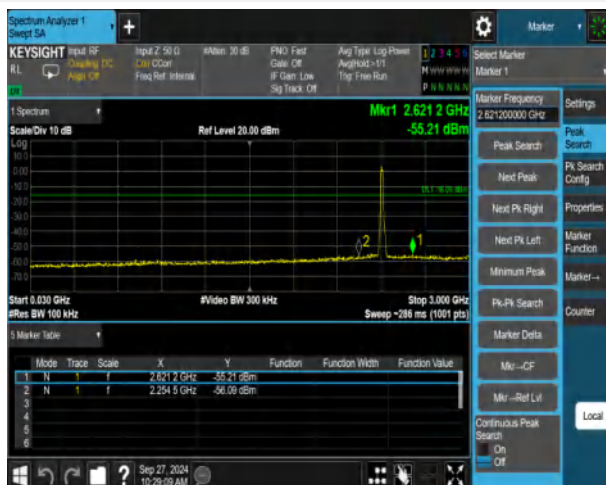 Spectrum Analyzer 1
Swept SA
Marker
KEYSIGHT
RL
Input: RF
Coupling: DC
Align: Off
Input Z: 50 Ω
Corr CCorr
Freq Ref: Internal
#Atten: 30 dB
PNO: Fast
Gate: Off
IF Gain: Low
Sig Track: Off
Avg Type: Log-Power
Avg|Hold:>1/1
Trig: Free Run
1 2 3 4 5 6
M W W W W W
P N N N N N
Select Marker
Marker 1
1 Spectrum
Scale/Div 10 dB
Ref Level 20.00 dBm
Mkr1 2.621 2 GHz
-55.21 dBm
Log
10.0
0.00
-10.0
-20.0
-30.0
-40.0
-50.0
-60.0
-70.0
2
1
Start 0.030 GHz
#Res BW 100 kHz
#Video BW 300 kHz
Stop 3.000 GHz
Sweep ~286 ms (1001 pts)
5 Marker Table
Mode Trace Scale X Y Function Function Width Function Value
1 N 1 f 2.621 2 GHz -55.21 dBm
2 N 1 f 2.254 5 GHz -56.09 dBm
3
4
5
6
Marker Frequency
2.621200000 GHz
Peak Search
Next Peak
Next Pk Right
Next Pk Left
Minimum Peak
Pk-Pk Search
Marker Delta
Mkr→CF
Mkr→Ref Lvl
Continuous Peak
Search
On
Off
Settings
Peak
Search
Pk Search
Config
Properties
Marker
Function
Marker→
Counter
Local
?
Sep 27, 2024
10:29:09 AM